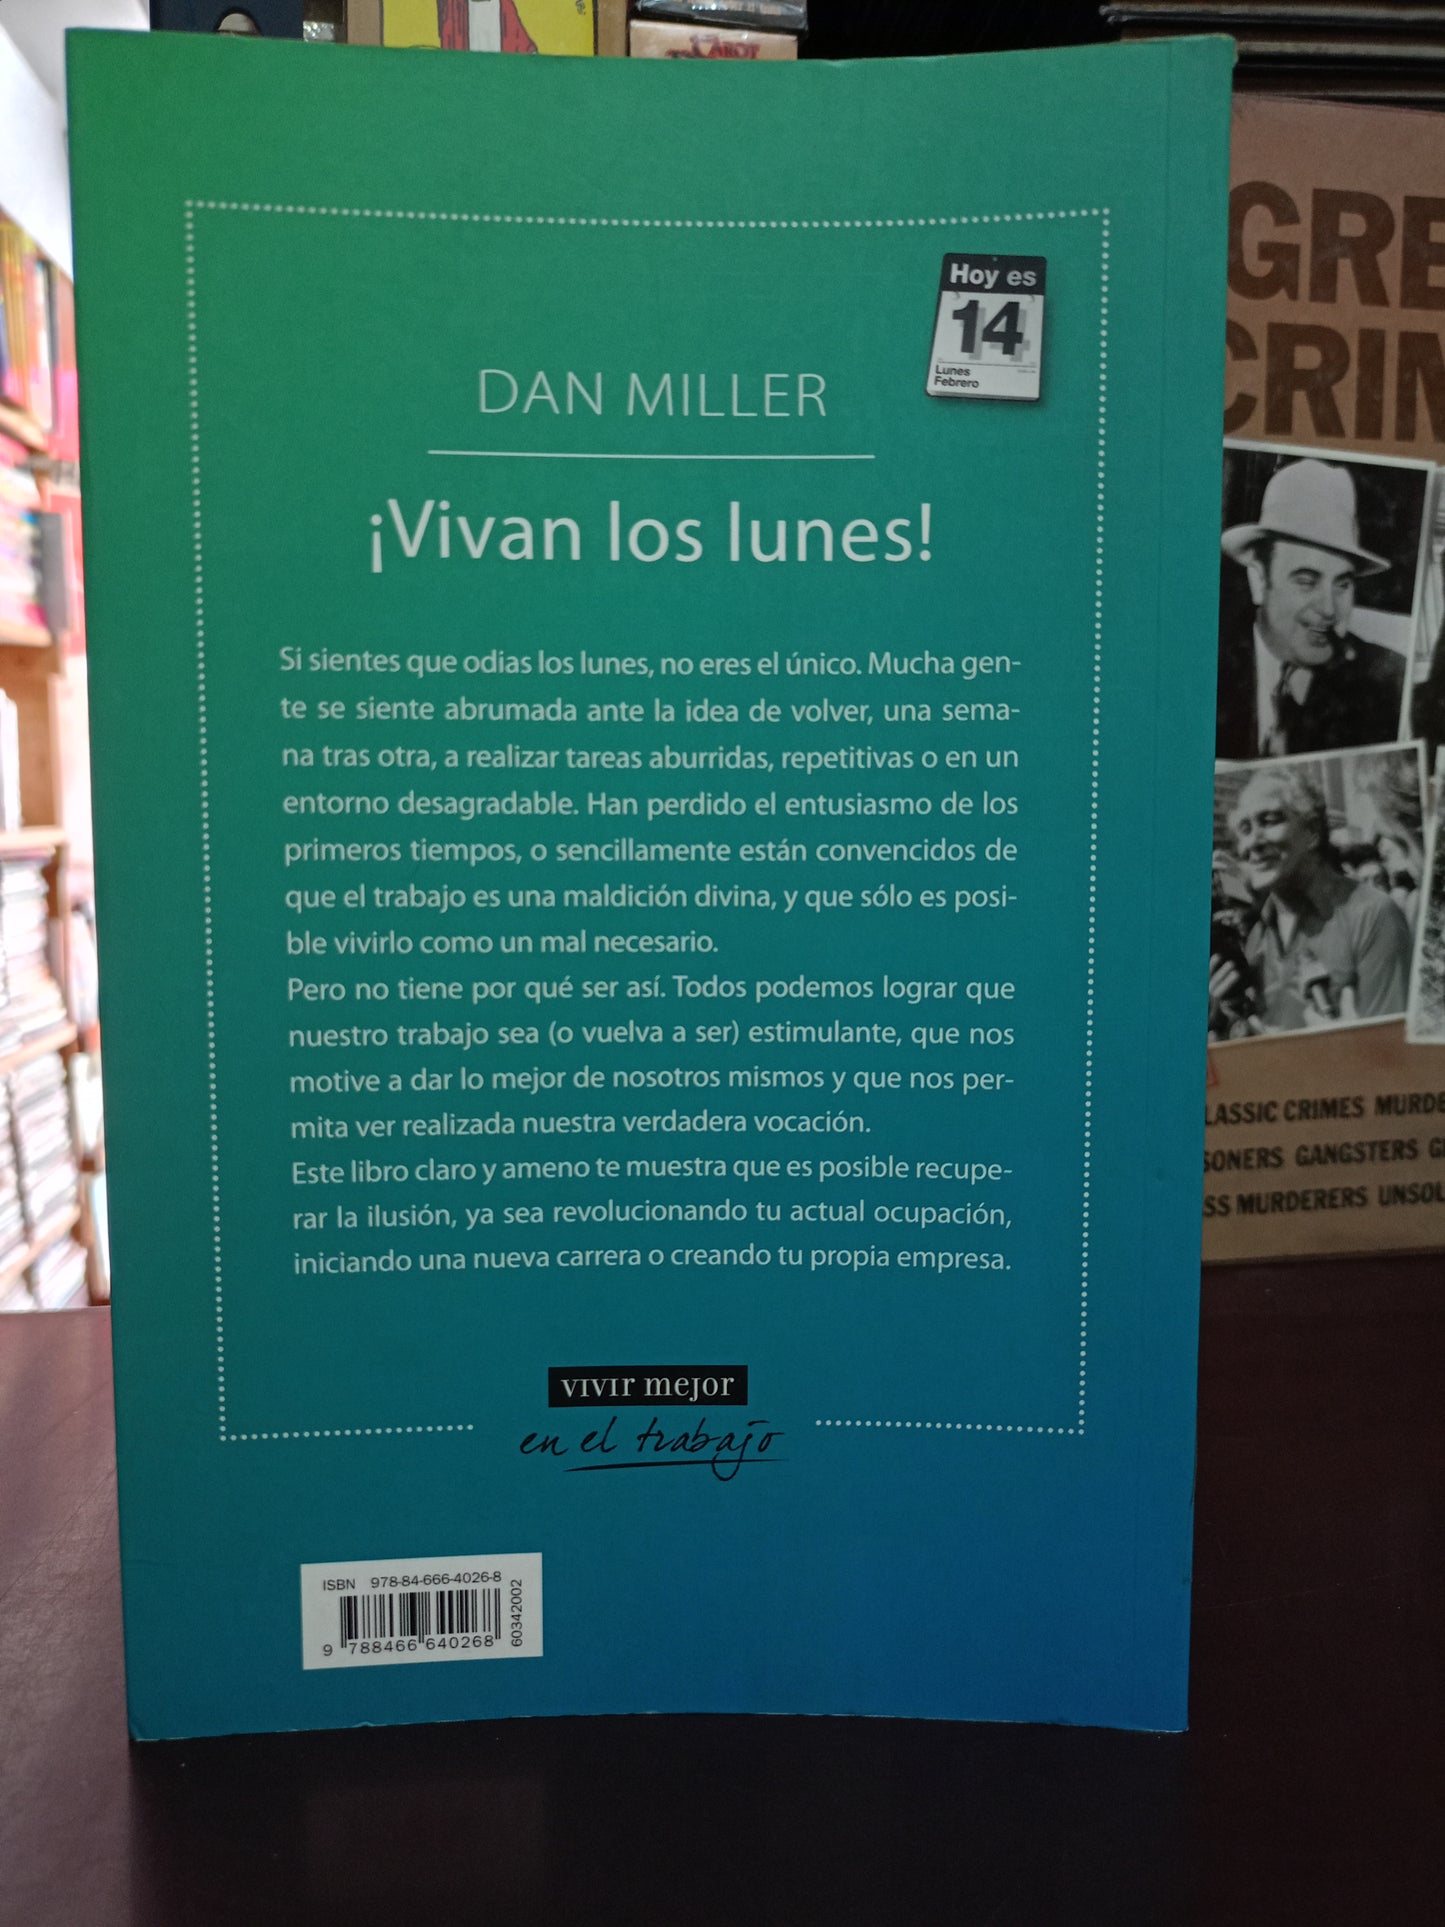 CAROT
Hoy es
14
Lunes
Febrero
DAN MILLER
¡Vivan los lunes!
Si sientes que odias los lunes, no eres el único. Mucha gen-
te se siente abrumada ante la idea de volver, una sema-
na tras otra, a realizar tareas aburridas, repetitivas o en un
entorno desagradable. Han perdido el entusiasmo de los
primeros tiempos, o sencillamente están convencidos de
que el trabajo es una maldición divina, y que sólo es posi-
ble vivirlo como un mal necesario.
Pero no tiene por qué ser así. Todos podemos lograr que
nuestro trabajo sea (o vuelva a ser) estimulante, que nos
motive a dar lo mejor de nosotros mismos y que nos per-
mita ver realizada nuestra verdadera vocación.
Este libro claro y ameno te muestra que es posible recupe-
rar la ilusión, ya sea revolucionando tu actual ocupación,
iniciando una nueva carrera o creando tu propia empresa.
VIVIr mejor
en el trabajo
ISBN 978-84-666-4026-8
9 788466 640268
60342002
GRE
CRIM
LASSIC CRIMES MURDE
SONERS GANGSTERS G
SS MURDERERS UNSOL